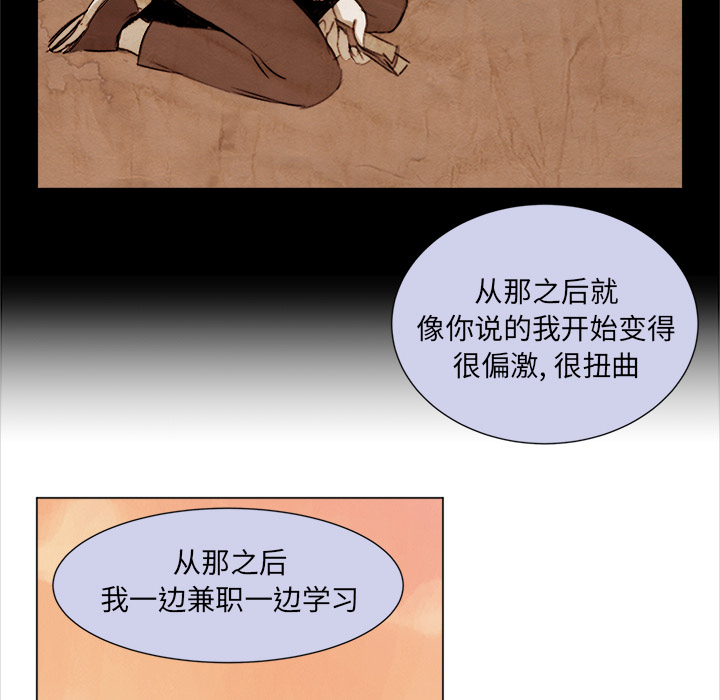 从那之后就
像你说的我开始变得
很偏激, 很扭曲
从那之后
我一边兼职一边学习